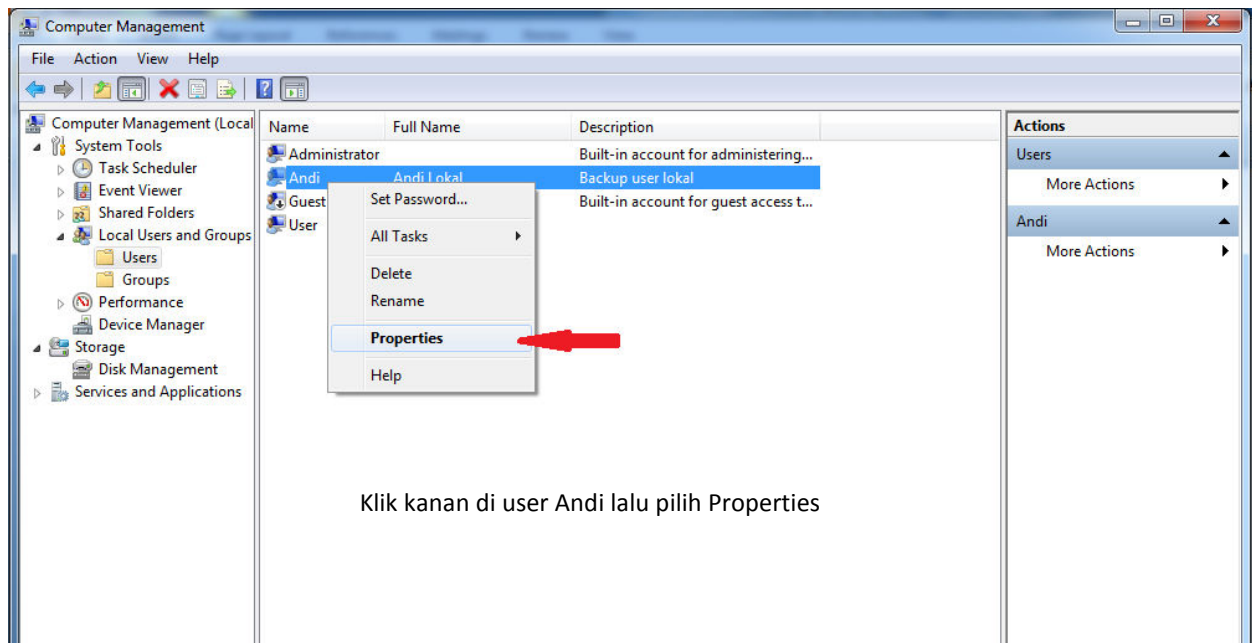 Computer Management
File Action View Help
Computer Management (Local
System Tools
Task Scheduler
Event Viewer
Shared Folders
Local Users and Groups
Users
Groups
Performance
Device Manager
Storage
Disk Management
Services and Applications
Name Full Name Description
Administrator Built-in account for administering...
Andi Andi Lokal Backup user lokal
Guest Built-in account for guest access t...
User
Set Password...
All Tasks
Delete
Rename
Properties
Help
Klik kanan di user Andi lalu pilih Properties
Actions
Users
More Actions
Andi
More Actions